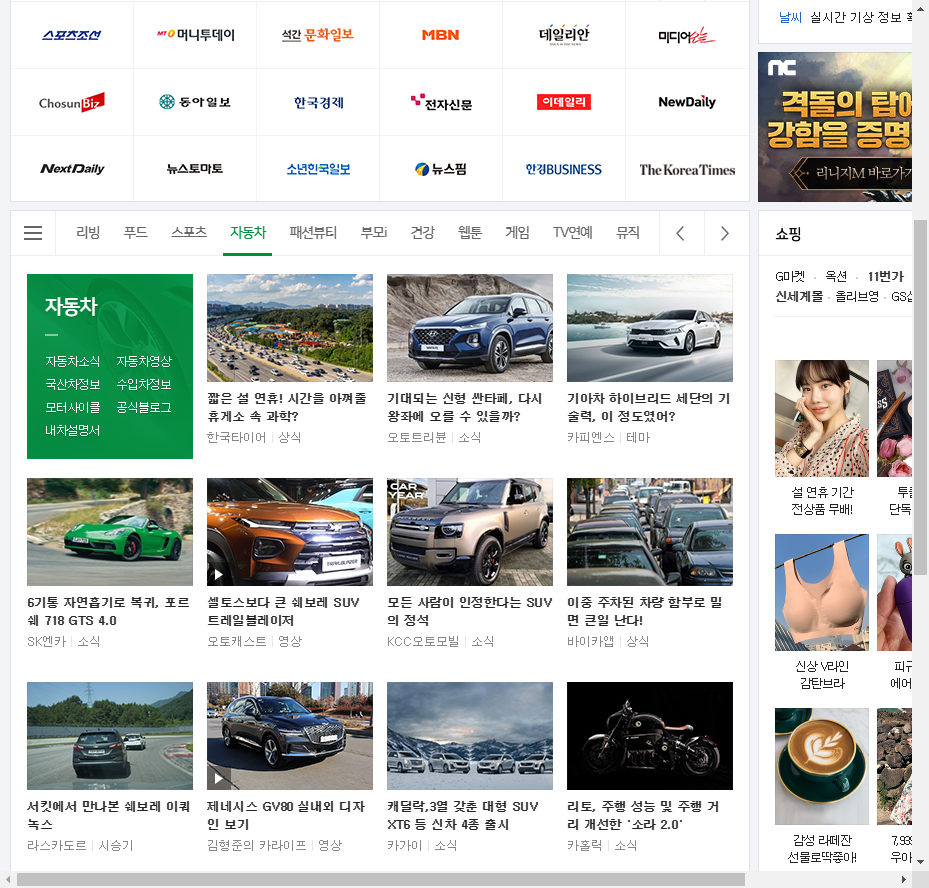 스포츠조선
MT 머니투데이
석간 문화일보
MBN
데일리안
미디어오늘
날씨 실시간 기상 정보
ChosunBiz
동아일보
한국경제
전자신문
이데일리
NewDaily
NC
격돌의 탑에
강함을 증명
리니지M 바로가기
NextDaily
뉴스토마토
소년한국일보
뉴스핌
한경BUSINESS
The Korea Times
리빙 푸드 스포츠 자동차 패션뷰티 부모i 건강 웹툰 게임 TV연예 뮤직
자동차
자동차소식 자동차영상
국산차정보 수입차정보
모터사이클 공식블로그
내차설명서
짧은 설 연휴! 시간을 아껴줄
휴게소 속 과학?
한국타이어 | 상식
기대되는 신형 싼타페, 다시
왕좌에 오를 수 있을까?
오토트리뷴 | 소식
기아차 하이브리드 세단의 기
술력, 이 정도였어?
카피엔스 | 테마
6기통 자연흡기로 복귀, 포르
쉐 718 GTS 4.0
SK엔카 | 소식
TRAILBLAZER
셀토스보다 큰 쉐보레 SUV
트레일블레이저
오토캐스트 | 영상
CAR
YEAR
모든 사람이 인정한다는 SUV
의 정석
KCC오토모빌 | 소식
이중 주차된 차량 함부로 밀
면 큰일 난다!
바이카앱 | 상식
서킷에서 만나본 쉐보레 이쿼
녹스
라스카도르 | 시승기
제네시스 GV80 실내외 디자
인 보기
김형준의 카라이프 | 영상
캐딜락,3열 갖춘 대형 SUV
XT6 등 신차 4종 출시
카가이 | 소식
리토, 주행 성능 및 주행 거
리 개선한 '소라 2.0'
카홀릭 | 소식
쇼핑
G마켓 · 옥션 · 11번가
신세계몰 · 올리브영 · GS
설 연휴 기간
전상품 무배!
단독
신상 V라인
감탄브라
피규
에어
감성 라떼잔
선물로딱좋아!
7,93
우아